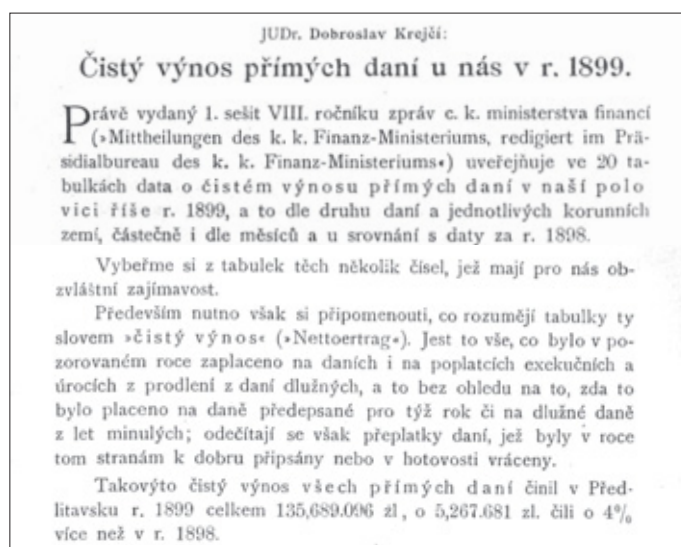 JUDr. Dobroslav Krejčí:
Čistý výnos přímých daní u nás v r. 1899.
Právě vydaný 1. sešit VIII. ročníku zpráv c. k. ministerstva financí
(»Mittheilungen des k. k. Finanz-Ministeriums, redigiert im Prä-
sidialbureau des k. k. Finanz-Ministeriums«) uveřejňuje ve 20 ta-
bulkách data o čistém výnosu přímých daní v naší polo
vici říše r. 1899, a to dle druhu daní a jednotlivých korunních
zemí, částečně i dle měsíců a u srovnání s daty za r. 1898.
Vybeřme si z tabulek těch několik čísel, jež mají pro nás ob-
zvláštní zajímavost.
Především nutno však si připomenouti, co rozumějí tabulky ty
slovem »čistý výnos« (»Nettoertrag«). Jest to vše, co bylo v po-
zorovaném roce zaplaceno na daních i na poplatcích exekučních a
úrocích z prodlení z daní dlužných, a to bez ohledu na to, zda to
bylo placeno na daně předepsané pro týž rok či na dlužné daně
z let minulých; odečítají se však přeplatky daní, jež byly v roce
tom stranám k dobru připsány nebo v hotovosti vráceny.
Takovýto čistý výnos všech přímých daní činil v Před-
litavsku r. 1899 celkem 135,689.096 zl, o 5,267.681 zl. čili o 4%
více než v r. 1898.